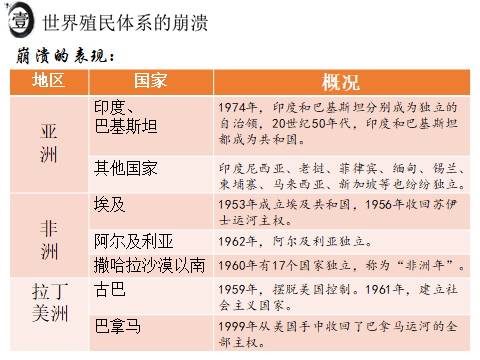 壹 世界殖民体系的崩溃
崩溃的表现：
地区 国家 概况
亚洲
印度、
巴基斯坦
1974年，印度和巴基斯坦分别成为独立的
自治领，20世纪50年代，印度和巴基斯坦
都成为共和国。
其他国家
印度尼西亚、老挝、菲律宾、缅甸、锡兰、
柬埔寨、马来西亚、新加坡等也纷纷独立。
非洲
埃及
1953年成立埃及共和国，1956年收回苏伊
士运河主权。
阿尔及利亚 1962年，阿尔及利亚独立。
撒哈拉沙漠以南 1960年有17个国家独立，称为“非洲年”。
拉丁
美洲
古巴
1959年，摆脱美国控制。1961年，建立社
会主义国家。
巴拿马
1999年从美国手中收回了巴拿马运河的全
部主权。